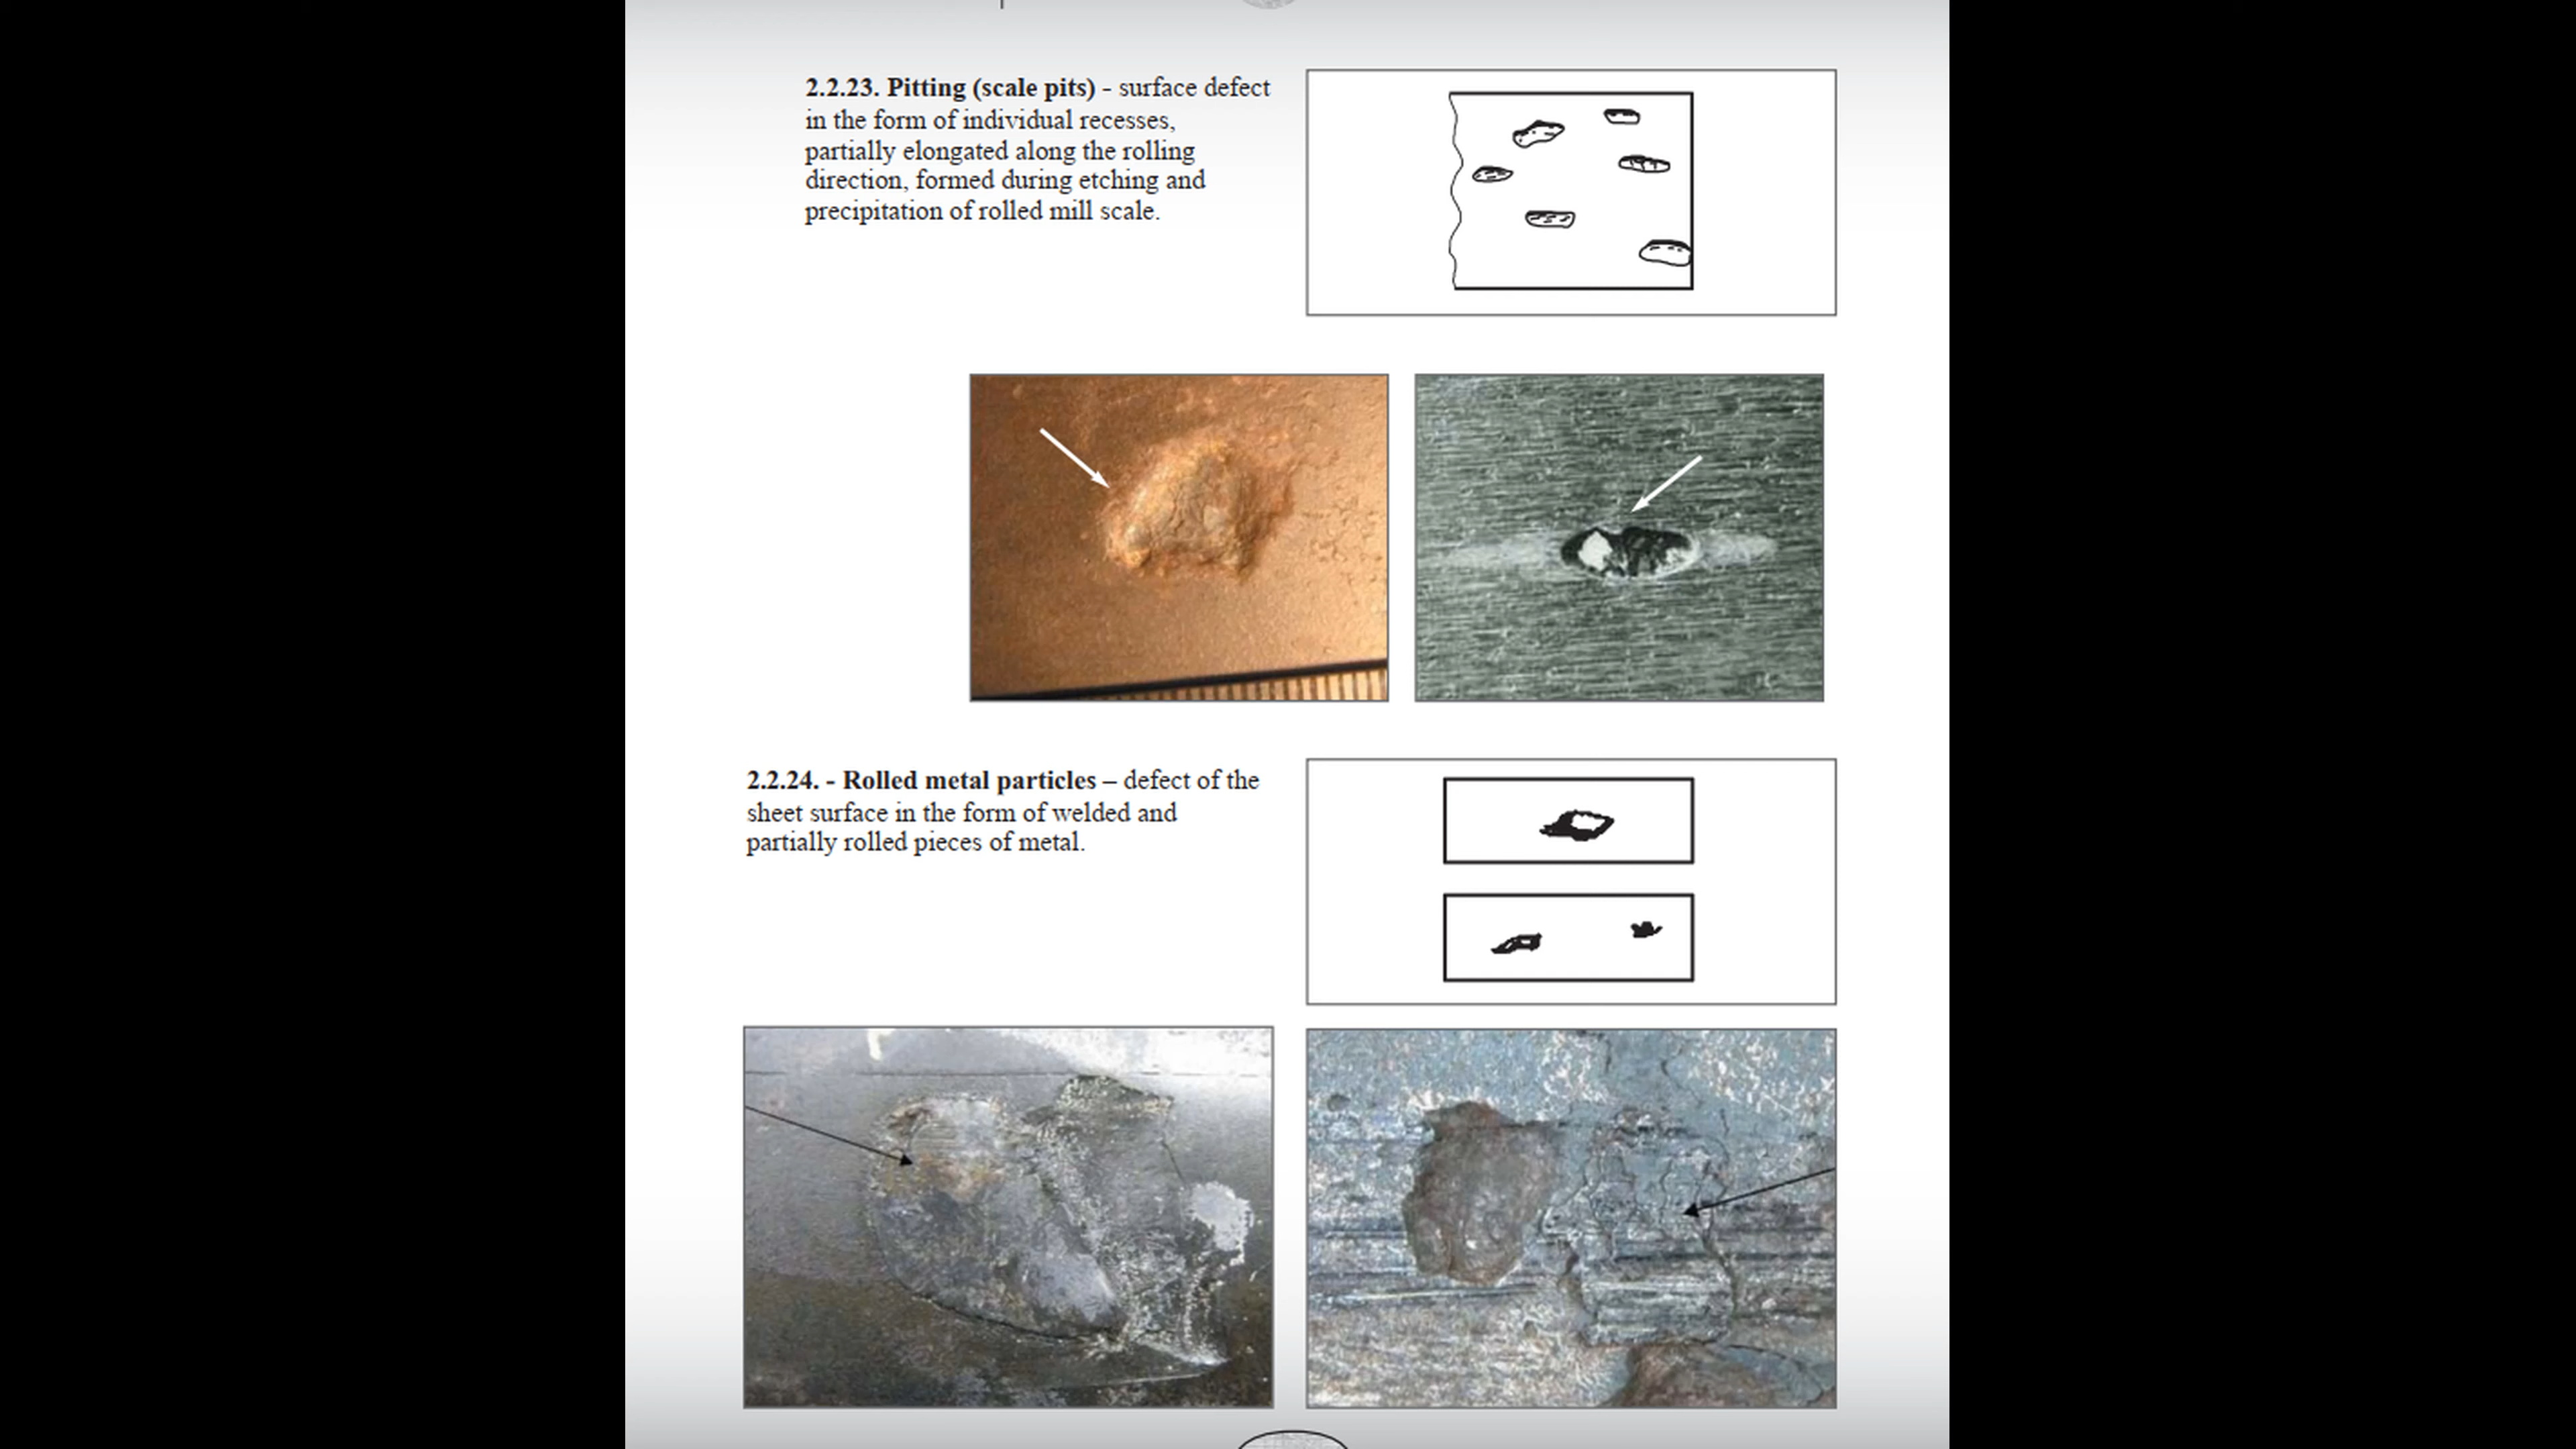 2.2.23. Pitting (scale pits) - surface defect
in the form of individual recesses,
partially elongated along the rolling
direction, formed during etching and
precipitation of rolled mill scale.
2.2.24. - Rolled metal particles – defect of the
sheet surface in the form of welded and
partially rolled pieces of metal.